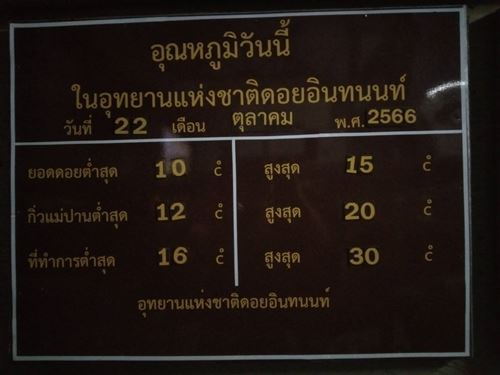 อุณหภูมิวันนี้
ในอุทยานแห่งชาติดอยอินทนนท์
วันที่ 22 เดือน ตุลาคม พ.ศ. 2566
ยอดดอยต่ำสุด 10 ํc สูงสุด 15 ํc
กิ่วแม่ปานต่ำสุด 12 ํc สูงสุด 20 ํc
ที่ทำการต่ำสุด 16 ํc สูงสุด 30 ํc
อุทยานแห่งชาติดอยอินทนนท์